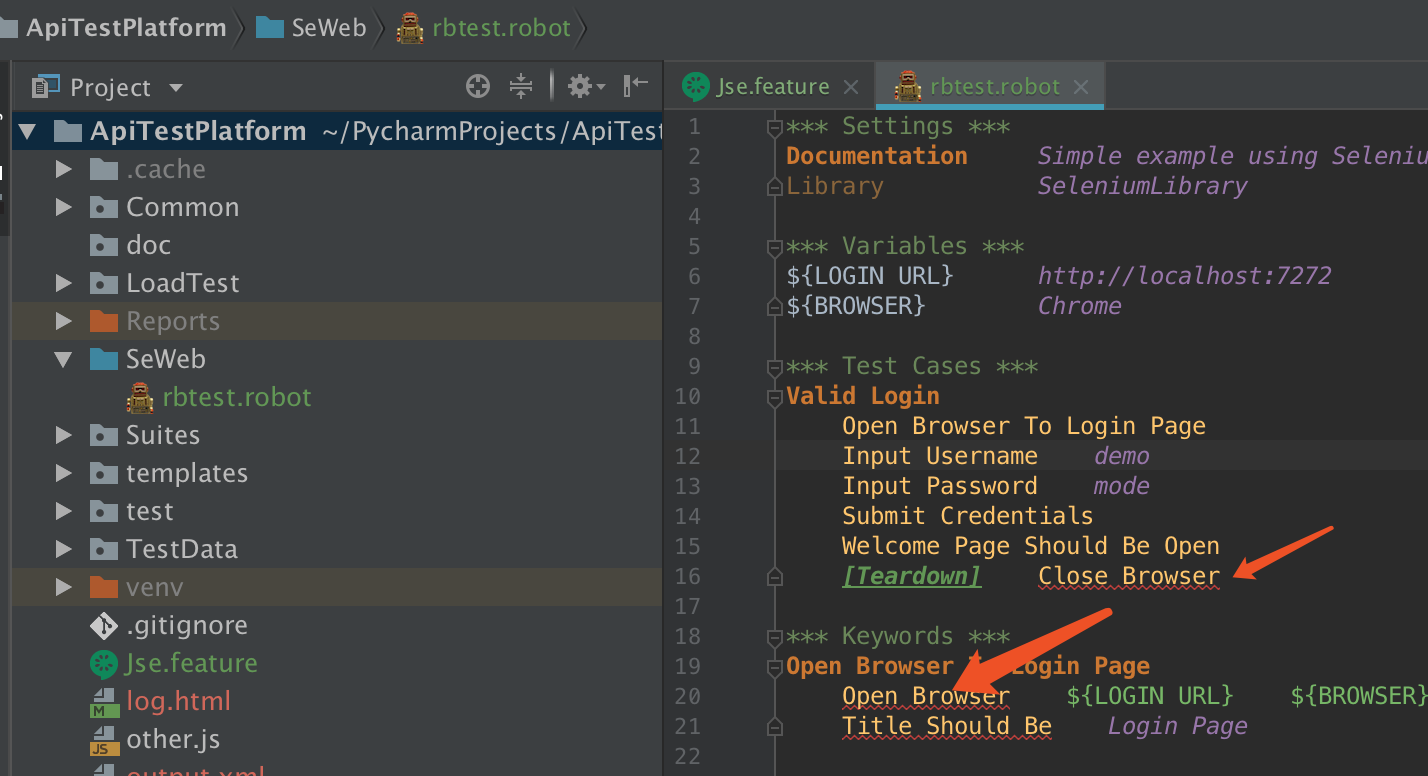 ApiTestPlatform SeWeb rbtest.robot
Project
ApiTestPlatform ~/PycharmProjects/ApiTest
.cache
Common
doc
LoadTest
Reports
SeWeb
rbtest.robot
Suites
templates
test
TestData
venv
.gitignore
Jse.feature
log.html
other.js
output.xml
Jse.feature rbtest.robot
1 *** Settings ***
2 Documentation Simple example using Seleniu
3 Library SeleniumLibrary
4
5 *** Variables ***
6 ${LOGIN URL} http://localhost:7272
7 ${BROWSER} Chrome
8
9 *** Test Cases ***
10 Valid Login
11 Open Browser To Login Page
12 Input Username demo
13 Input Password mode
14 Submit Credentials
15 Welcome Page Should Be Open
16 [Teardown] Close Browser
17
18 *** Keywords ***
19 Open Browser To Login Page
20 Open Browser ${LOGIN URL} ${BROWSER}
21 Title Should Be Login Page
22